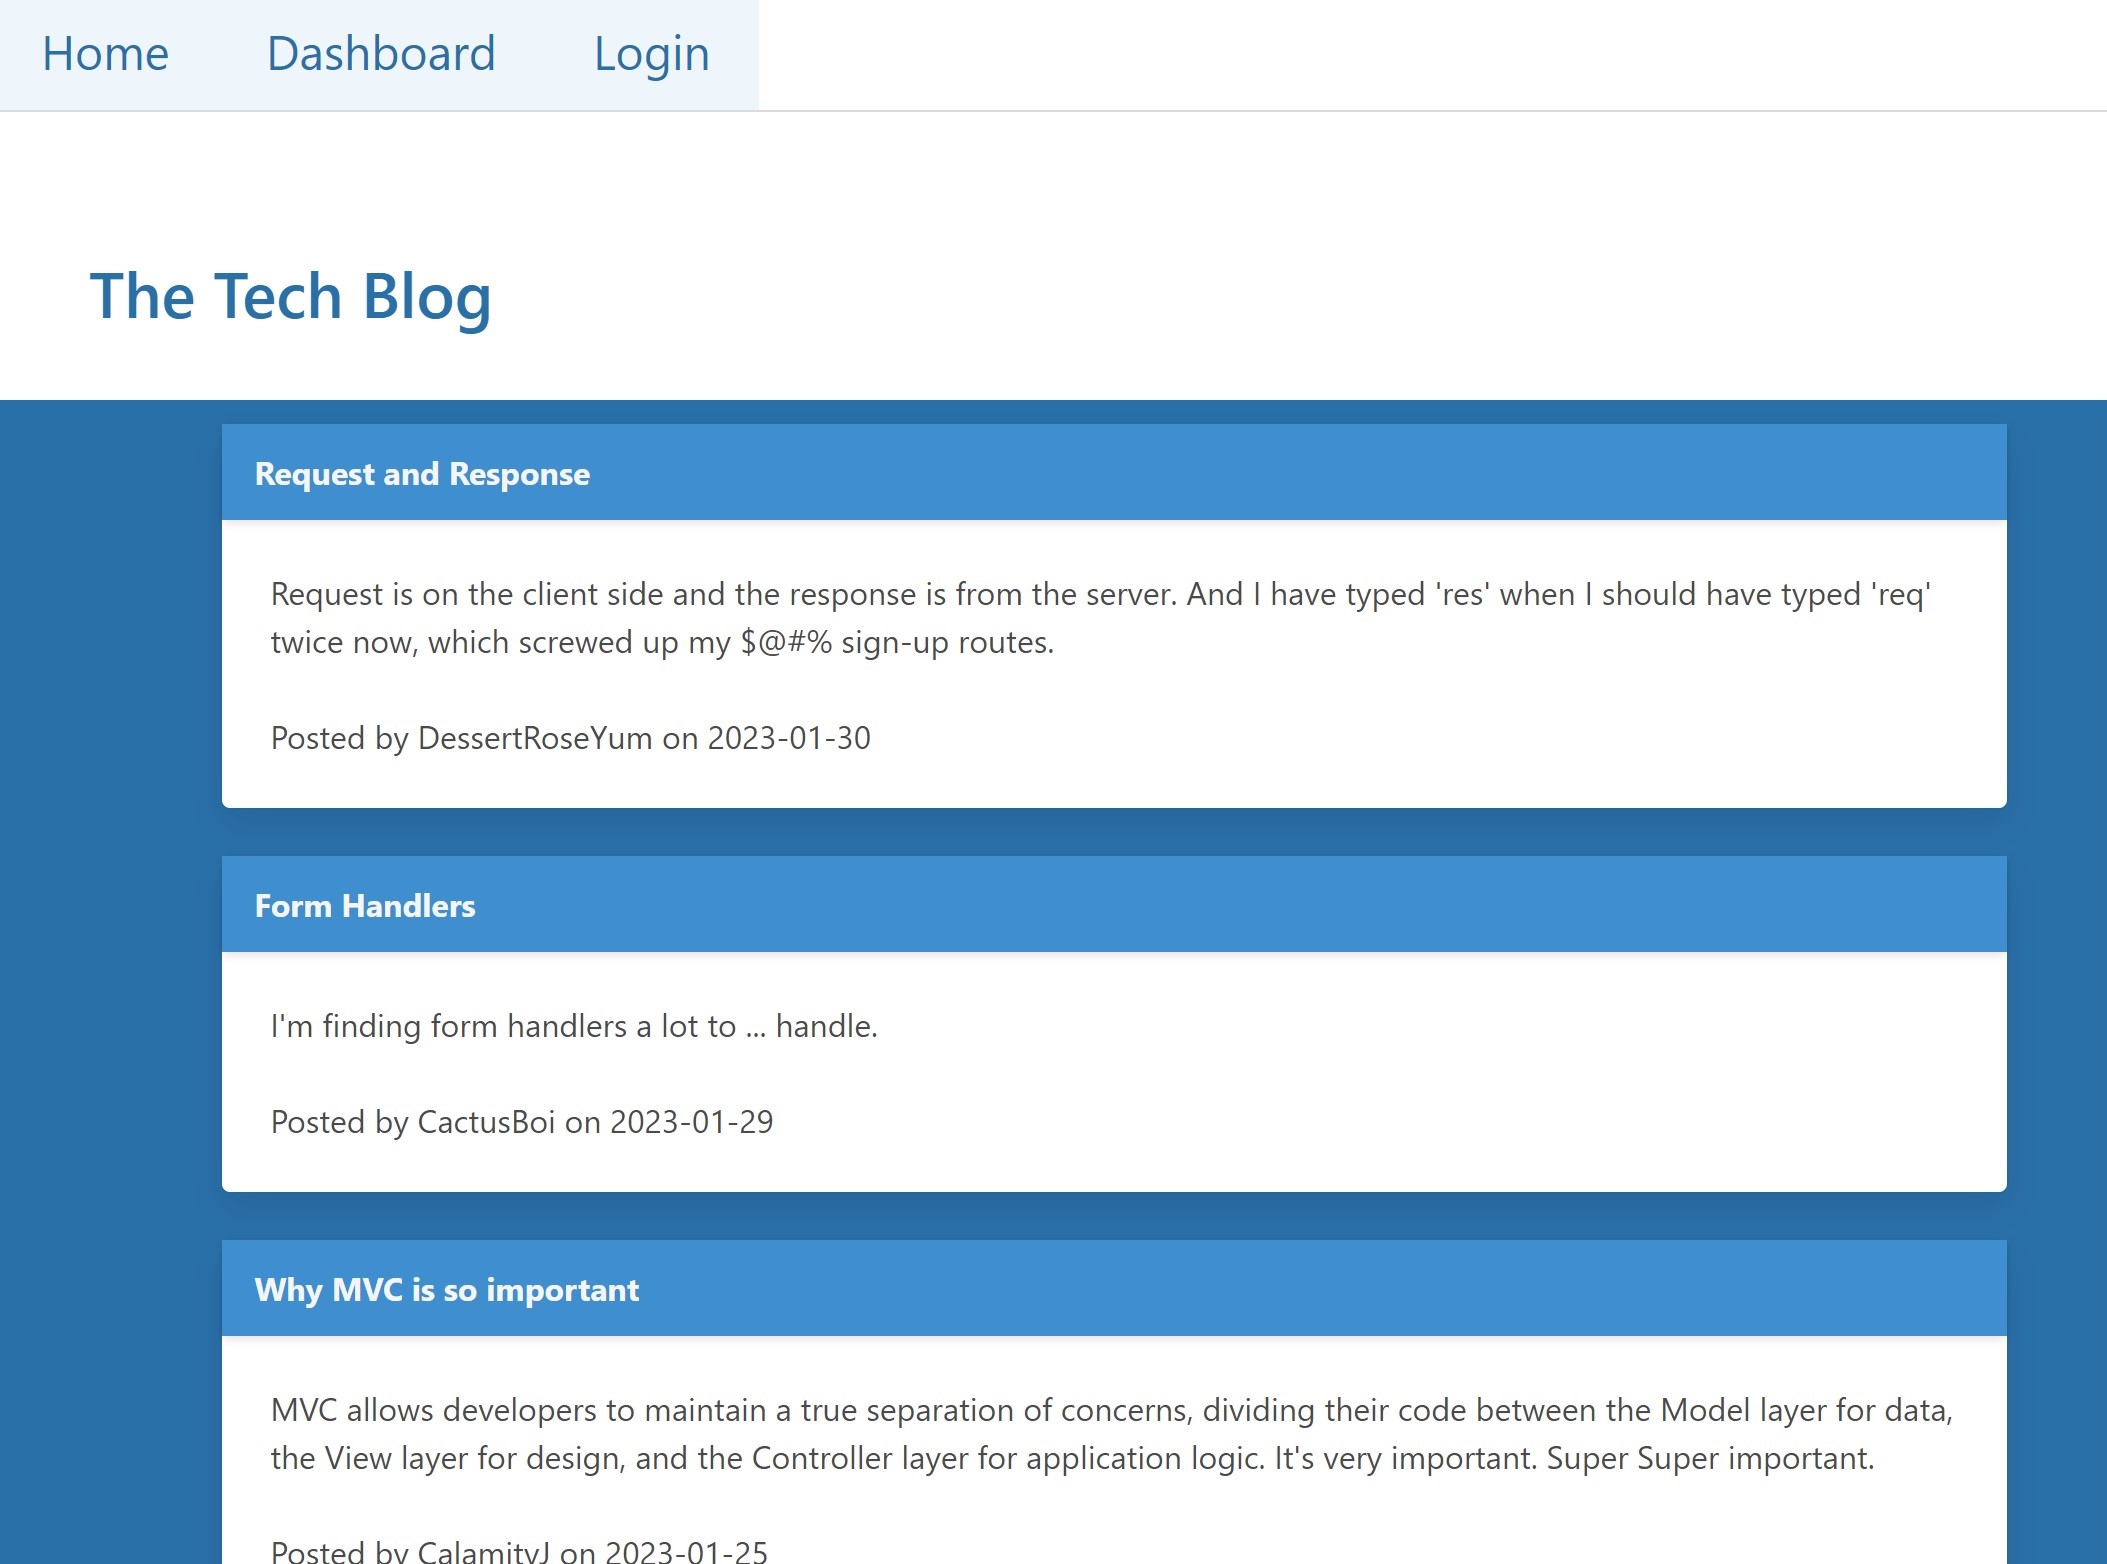 Home Dashboard Login
The Tech Blog
Request and Response
Request is on the client side and the response is from the server. And I have typed 'res' when I should have typed 'req'
twice now, which screwed up my $@#% sign-up routes.
Posted by DessertRoseYum on 2023-01-30
Form Handlers
I'm finding form handlers a lot to ... handle.
Posted by CactusBoi on 2023-01-29
Why MVC is so important
MVC allows developers to maintain a true separation of concerns, dividing their code between the Model layer for data,
the View layer for design, and the Controller layer for application logic. It's very important. Super Super important.
Posted by CalamityJ on 2023-01-25